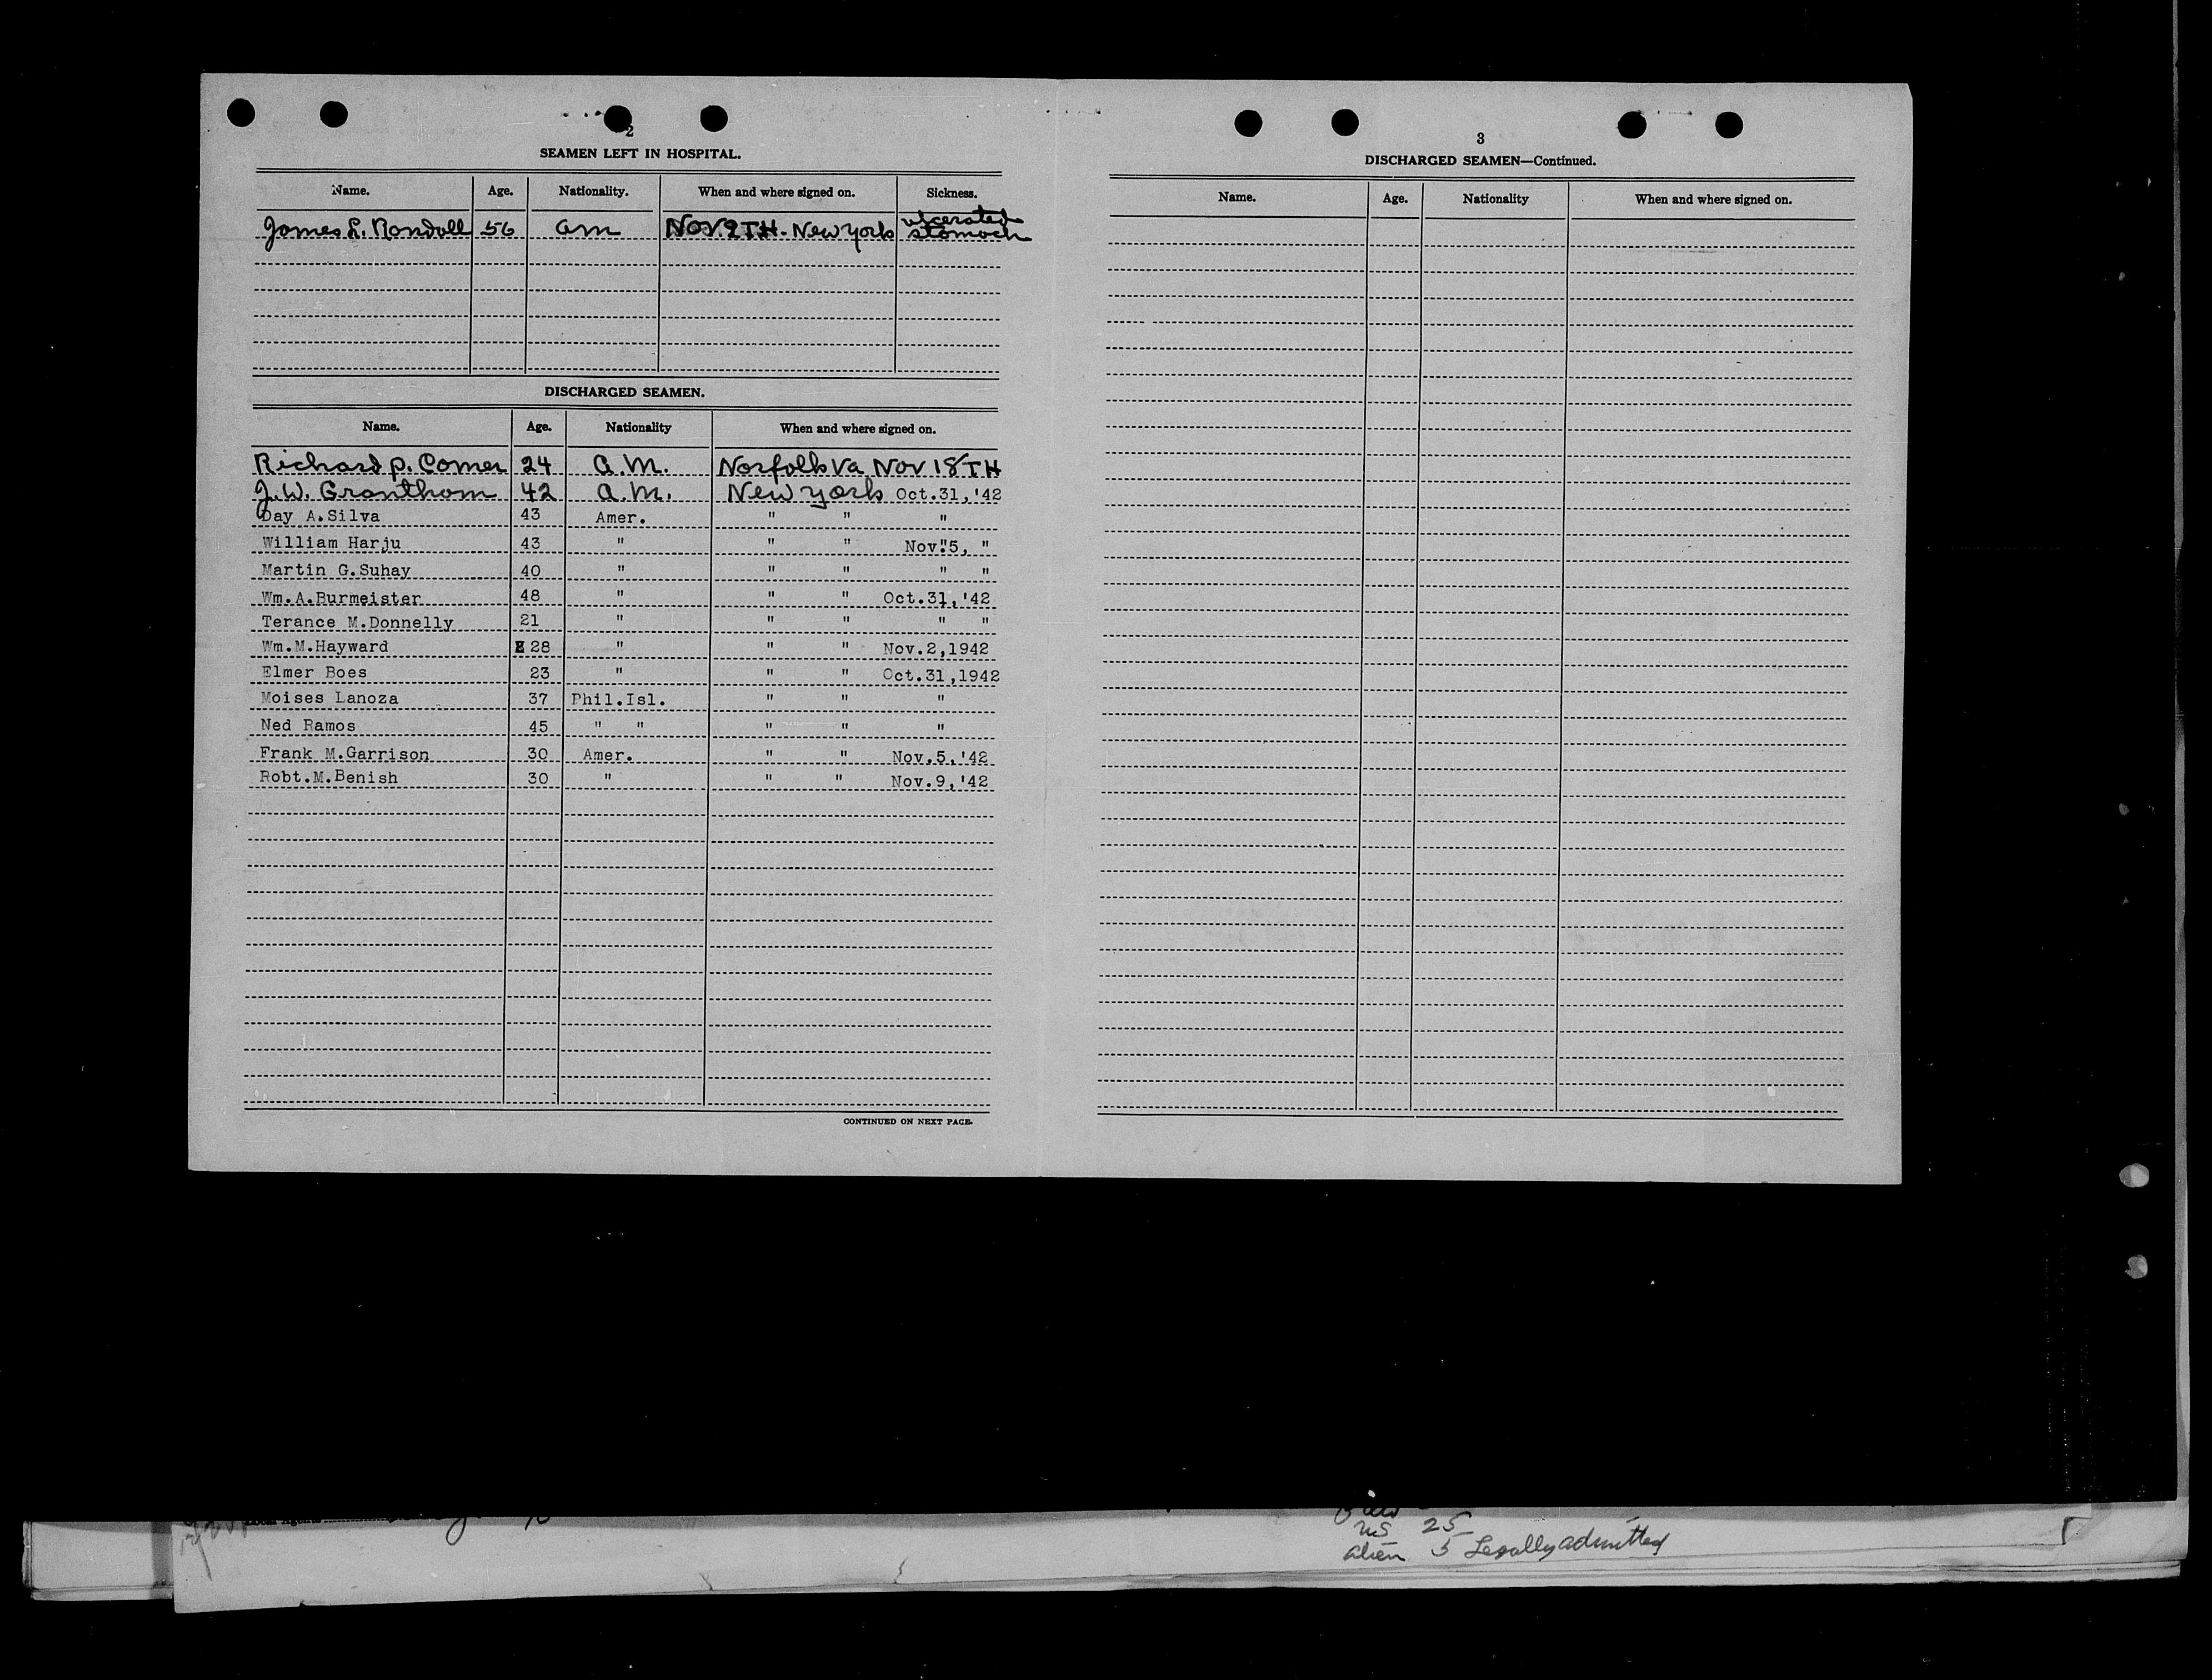 2
SEAMEN LEFT IN HOSPITAL.
Name. Age. Nationality. When and where signed on. Sickness.
James L. Randall 56 Am Nov. 9TH. New York ulcerated stomach
DISCHARGED SEAMEN.
Name. Age. Nationality When and where signed on.
Richard P. Comer 24 A.M. Norfolk Va Nov 18TH
J.W. Grantham 42 A.M. New York Oct.31,'42
Day A.Silva 43 Amer. " " "
William Harju 43 " " " Nov."5, "
Martin G.Suhay 40 " " " " "
Wm.A.Burmeister 48 " " " Oct.31,'42
Terance M.Donnelly 21 " " " " "
Wm.M.Hayward 28 " " " Nov.2,1942
Elmer Boes 23 " " " Oct.31,1942
Moises Lanoza 37 Phil.Isl. " " "
Ned Ramos 45 " " " " "
Frank M.Garrison 30 Amer. " " Nov.5,'42
Robt.M.Benish 30 " " " Nov.9,'42
CONTINUED ON NEXT PAGE.
3
DISCHARGED SEAMEN—Continued.
Name. Age. Nationality When and where signed on.
US 25
alien 5 Legally admitted